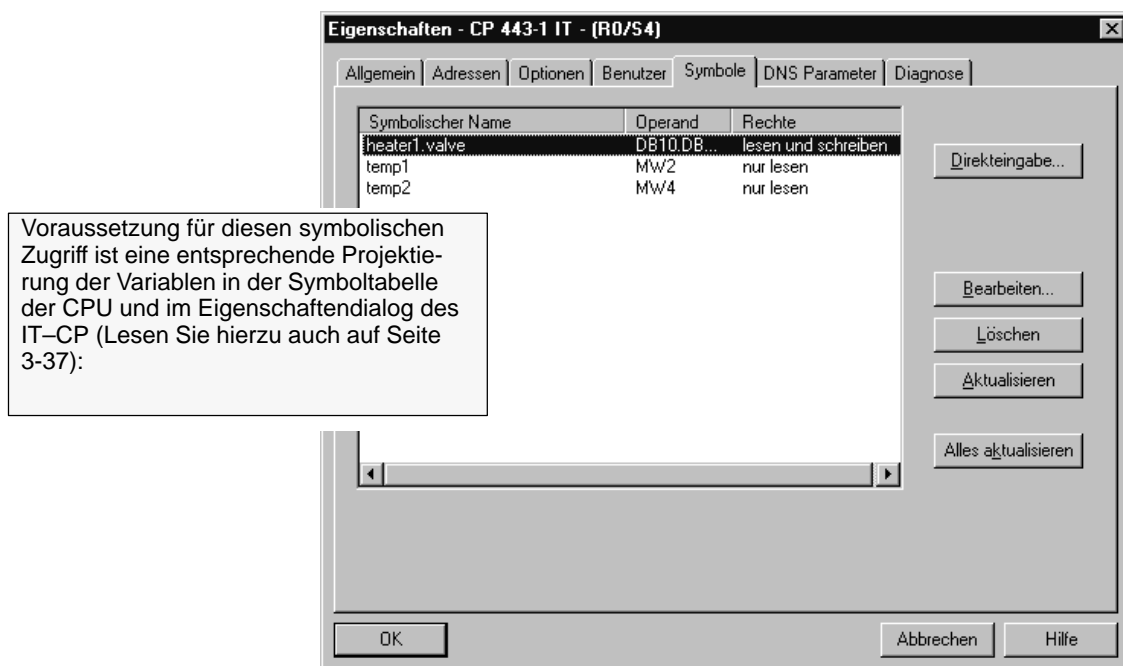 Eigenschaften - CP 443-1 IT - (R0/S4)
Allgemein Adressen Optionen Benutzer Symbole DNS Parameter Diagnose
Symbolischer Name Operand Rechte
heater1.valve DB10.DB... lesen und schreiben
temp1 MW2 nur lesen
temp2 MW4 nur lesen
Direkteingabe...
Voraussetzung für diesen symbolischen
Zugriff ist eine entsprechende Projektie-
rung der Variablen in der Symboltabelle
der CPU und im Eigenschaftendialog des
IT–CP (Lesen Sie hierzu auch auf Seite
3-37):
Bearbeiten...
Löschen
Aktualisieren
Alles aktualisieren
OK Abbrechen Hilfe